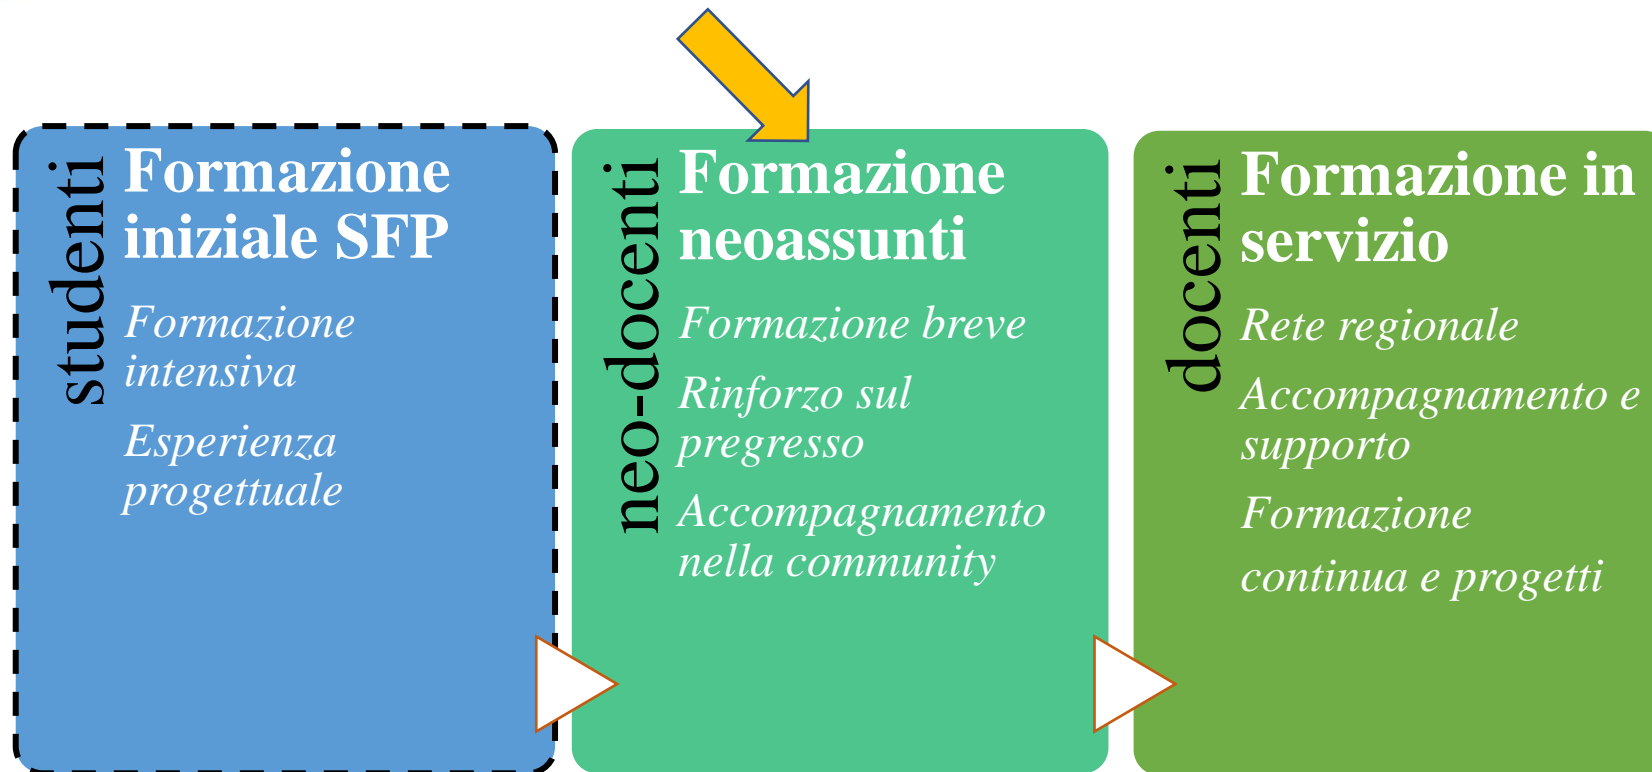 studenti
Formazione
iniziale SFP
Formazione
intensiva
Esperienza
progettuale
neo-docenti
Formazione
neoassunti
Formazione breve
Rinforzo sul
pregresso
Accompagnamento
nella community
docenti
Formazione in
servizio
Rete regionale
Accompagnamento e
supporto
Formazione
continua e progetti